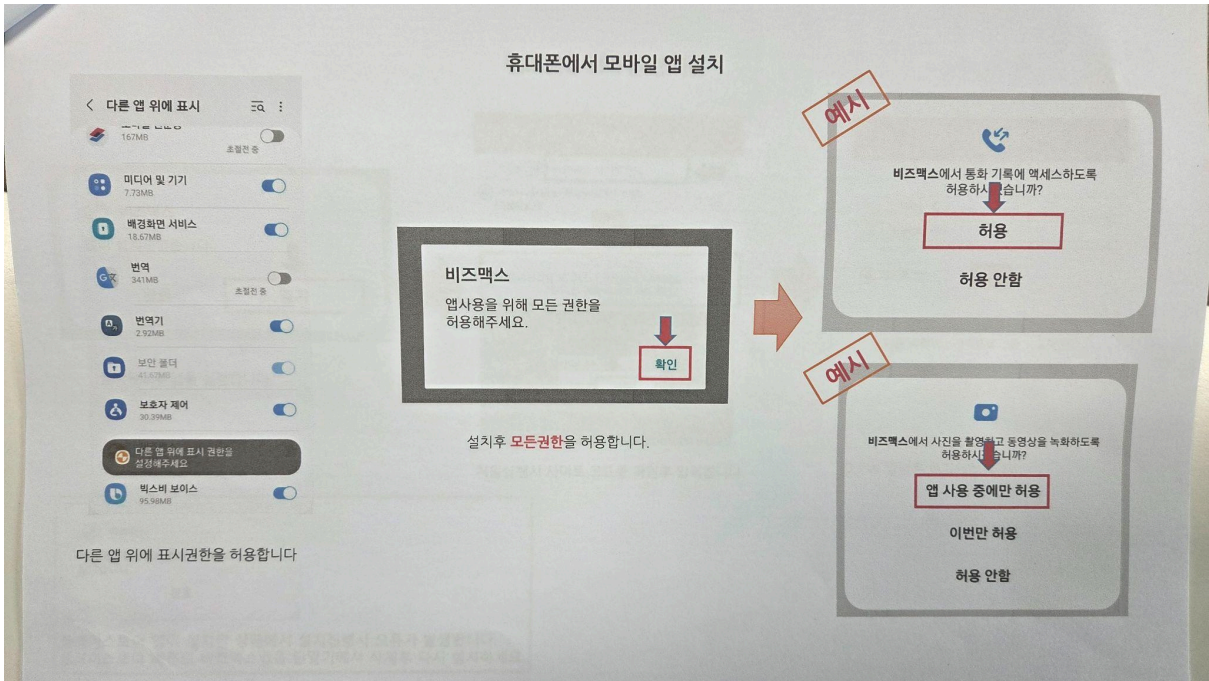 휴대폰에서 모바일 앱 설치
다른 앱 위에 표시
167MB
초절전 중
미디어 및 기기
7.73MB
배경화면 서비스
18.67MB
번역
341MB
초절전 중
번역기
2.92MB
보안 폴더
41.62MB
보호자 제어
30.39MB
다른 앱 위에 표시 권한을
설정해주세요
빅스비 보이스
95.98MB
다른 앱 위에 표시권한을 허용합니다
비즈맥스
앱사용을 위해 모든 권한을
허용해주세요.
확인
설치후 모든권한을 허용합니다.
예시
비즈맥스에서 통화 기록에 액세스하도록
허용하시 습니까?
허용
허용 안함
예시
비즈맥스에서 사진을 촬영하고 동영상을 녹화하도록
허용하시 습니까?
앱 사용 중에만 허용
이번만 허용
허용 안함